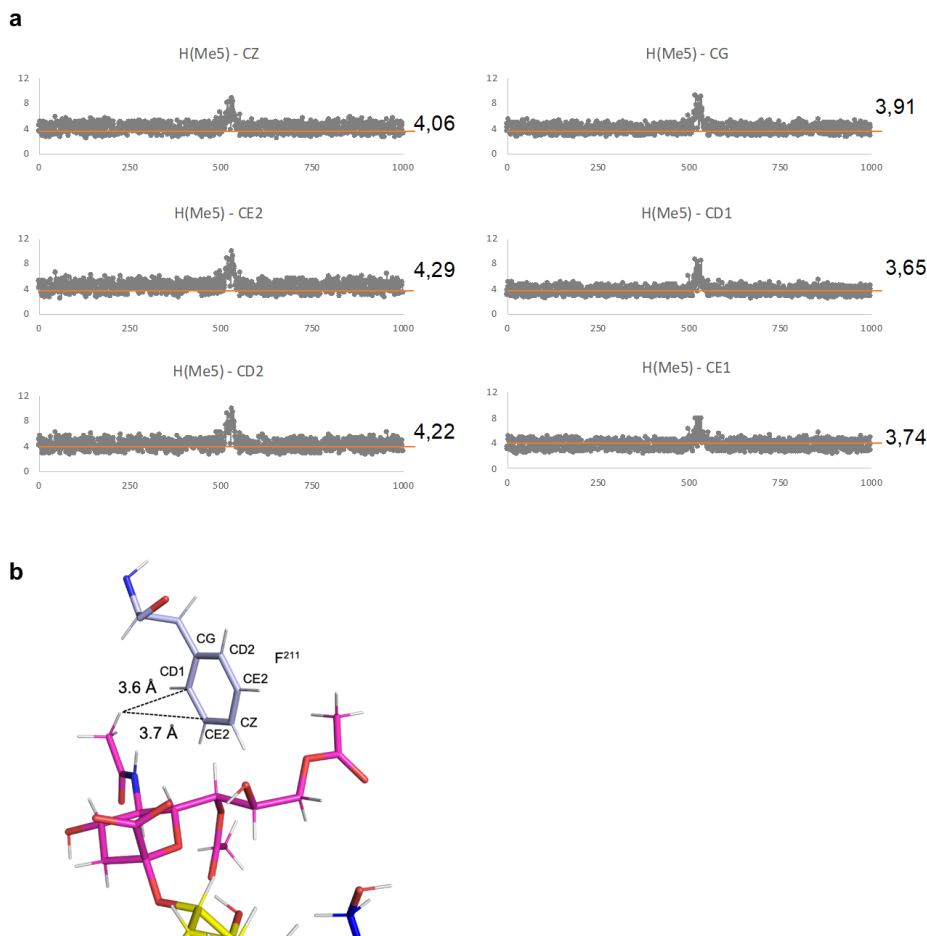 a
H(Me5) - CZ
12
8
4
0
0 250 500 750 1000
4,06
H(Me5) - CG
12
8
4
0
0 250 500 750 1000
3,91
H(Me5) - CE2
12
8
4
0
0 250 500 750 1000
4,29
H(Me5) - CD1
12
8
4
0
0 250 500 750 1000
3,65
H(Me5) - CD2
12
8
4
0
0 250 500 750 1000
4,22
H(Me5) - CE1
12
8
4
0
0 250 500 750 1000
3,74
b
CG
CD2
F²¹¹
CD1
CE2
3.6 Å
CZ
3.7 Å
CE2